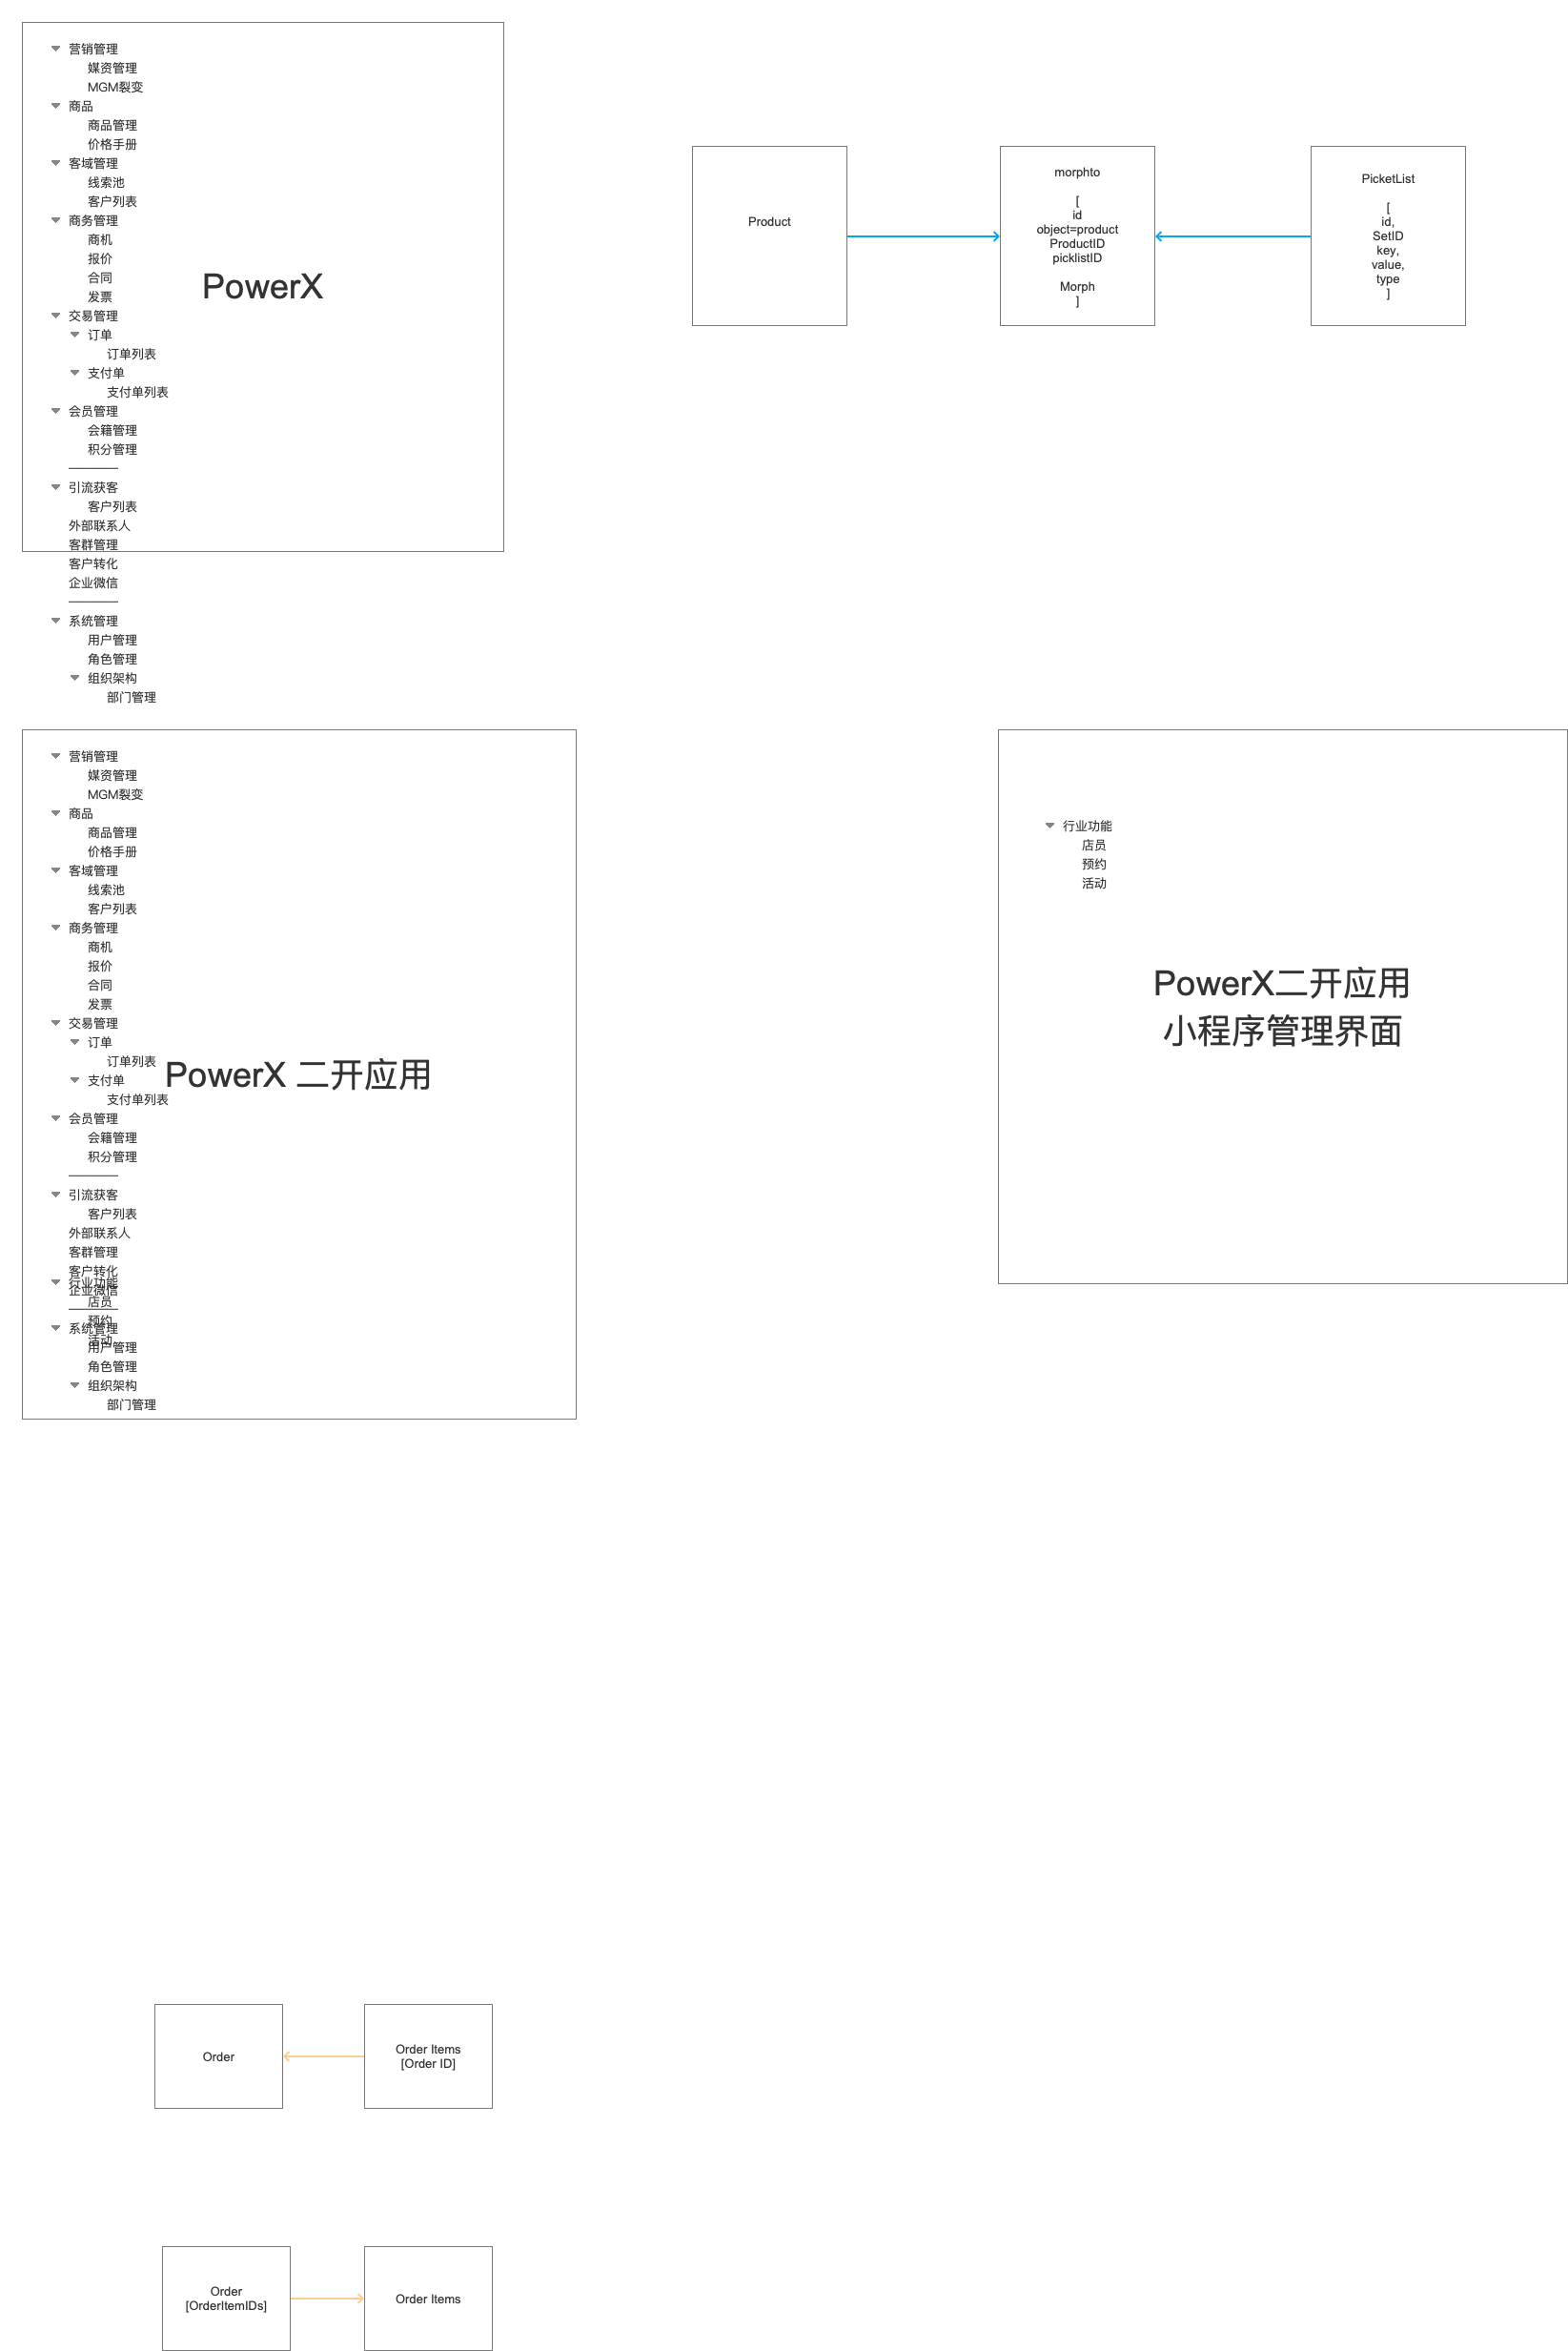 营销管理
媒资管理
MGM裂变
商品
商品管理
价格手册
客域管理
线索池
客户列表
商务管理
商机
报价
合同
发票
交易管理
订单
订单列表
支付单
支付单列表
会员管理
会籍管理
积分管理
————
引流获客
客户列表
外部联系人
客群管理
客户转化
企业微信
————
系统管理
用户管理
角色管理
组织架构
部门管理
PowerX
Product
morphto
[
id
object=product
ProductID
picklistID
Morph
]
PicketList
[
id,
SetID
key,
value,
type
]
营销管理
媒资管理
MGM裂变
商品
商品管理
价格手册
客域管理
线索池
客户列表
商务管理
商机
报价
合同
发票
交易管理
订单
订单列表
支付单
支付单列表
会员管理
会籍管理
积分管理
————
引流获客
客户列表
外部联系人
客群管理
客户转化
企业微信
————
系统管理
用户管理
角色管理
组织架构
部门管理
行业功能
店员
预约
活动
PowerX 二开应用
行业功能
店员
预约
活动
PowerX二开应用
小程序管理界面
Order
Order Items
[Order ID]
Order
[OrderItemIDs]
Order Items